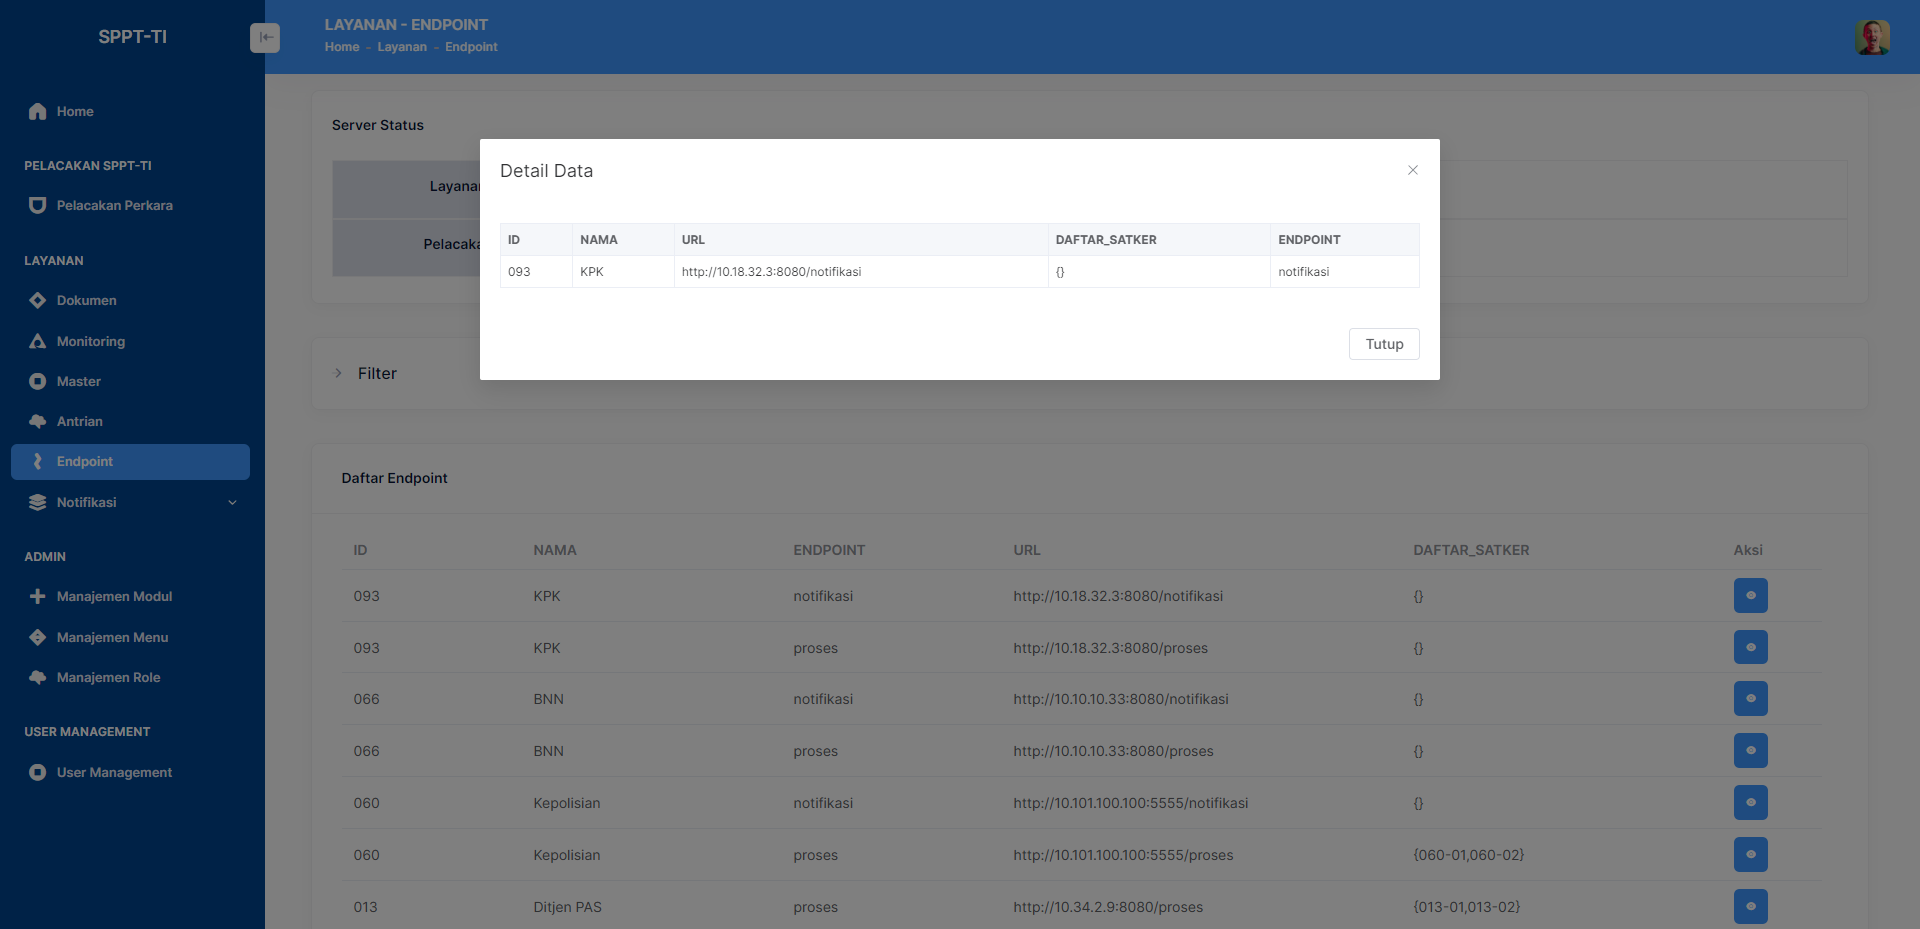 SPPT-TI
Home
PELACAKAN SPPT-TI
Pelacakan Perkara
LAYANAN
Dokumen
Monitoring
Master
Antrian
Endpoint
Notifikasi
ADMIN
Manajemen Modul
Manajemen Menu
Manajemen Role
USER MANAGEMENT
User Management
LAYANAN - ENDPOINT
Home - Layanan - Endpoint
Server Status
Layanan
Detail Data
ID NAMA URL DAFTAR_SATKER ENDPOINT
093 KPK http://10.18.32.3:8080/notifikasi {} notifikasi
Tutup
Filter
Daftar Endpoint
ID NAMA ENDPOINT URL DAFTAR_SATKER Aksi
093 KPK notifikasi http://10.18.32.3:8080/notifikasi {}
093 KPK proses http://10.18.32.3:8080/proses {}
066 BNN notifikasi http://10.10.10.33:8080/notifikasi {}
066 BNN proses http://10.10.10.33:8080/proses {}
060 Kepolisian notifikasi http://10.101.100.100:5555/notifikasi {}
060 Kepolisian proses http://10.101.100.100:5555/proses {060-01,060-02}
013 Ditjen PAS proses http://10.34.2.9:8080/proses {013-01,013-02}